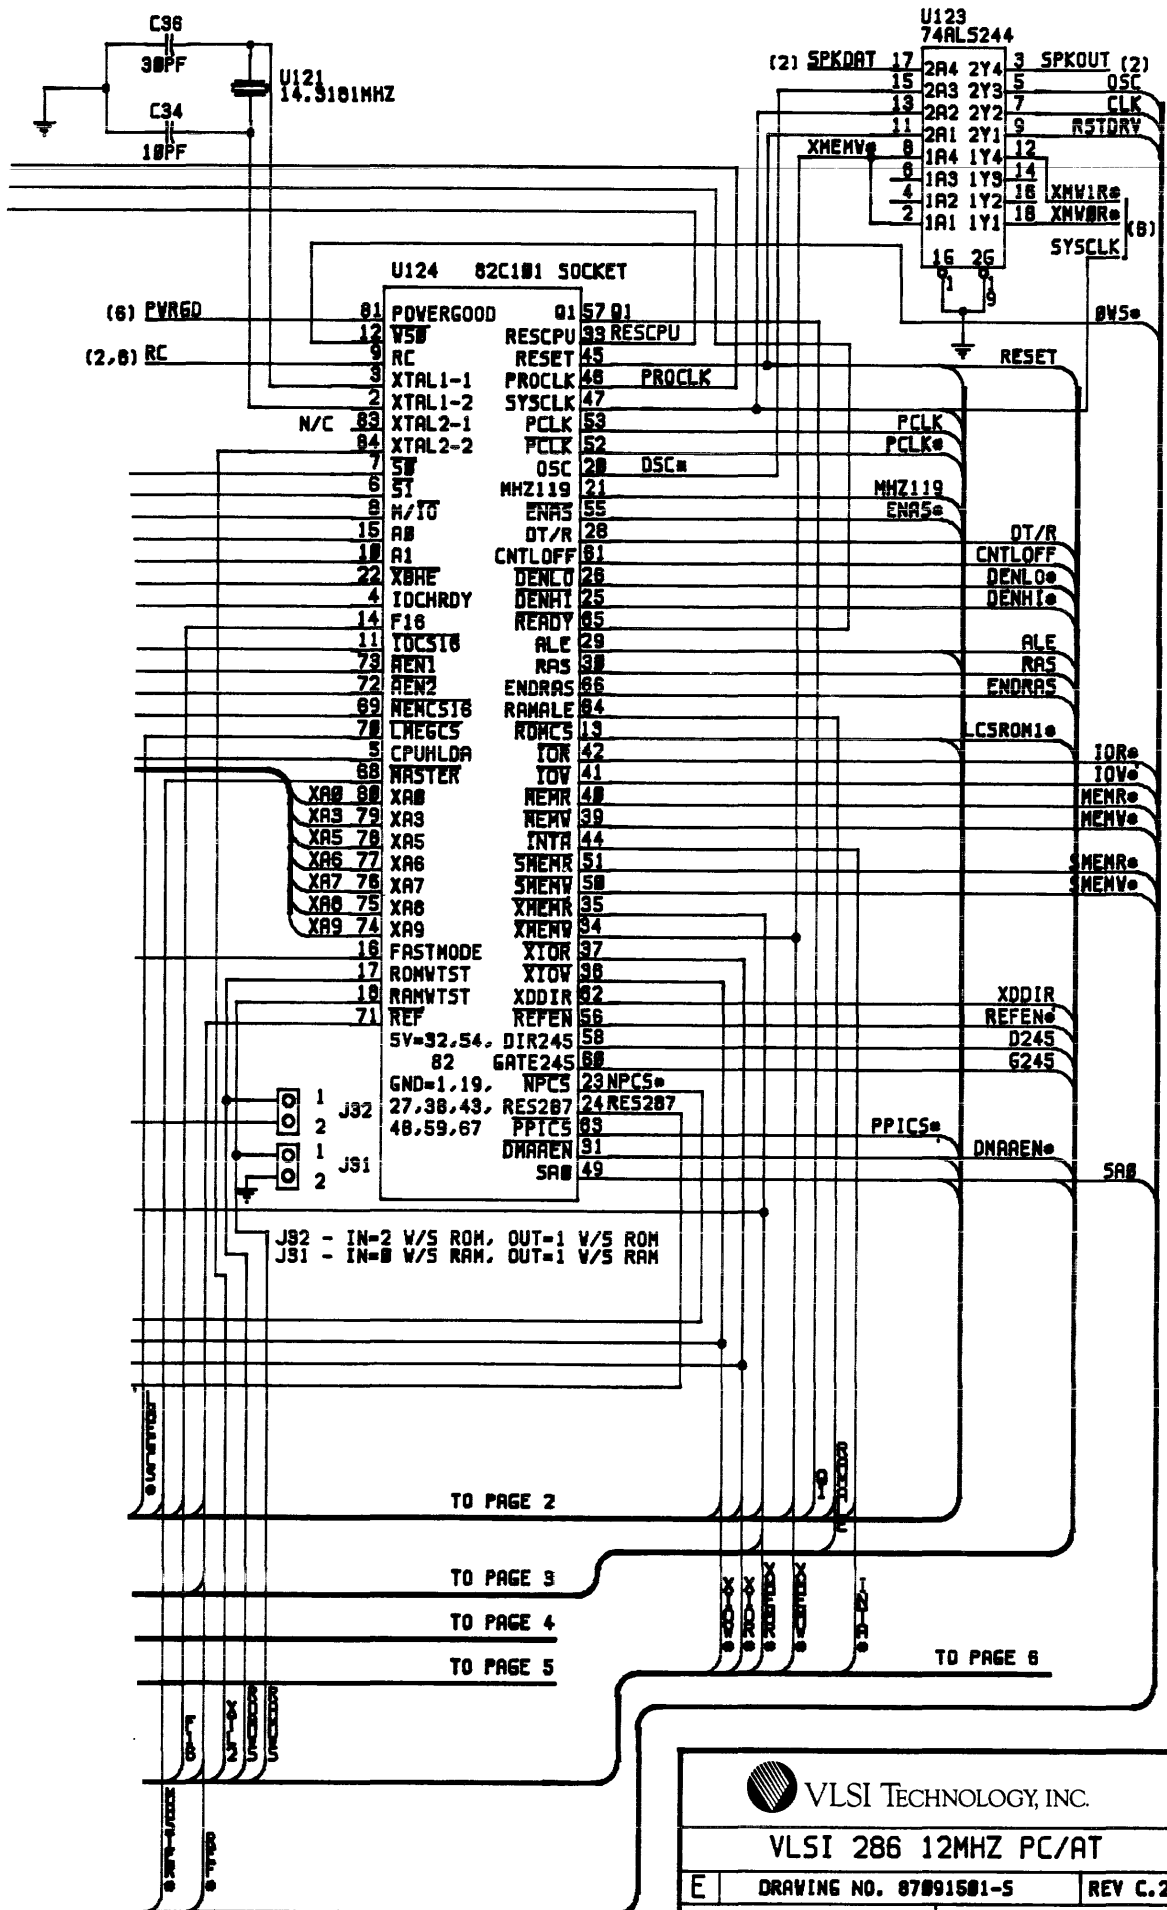 C36
30PF
U121
14.3181MHZ
C34
10PF
U123
74ALS244
(2) SPKDAT 17 2A4 2Y4 3 SPKOUT (2)
15 2A3 2Y3 5 OSC
13 2A2 2Y2 7 CLK
11 2A1 2Y1 9 RSTDRV
XMEMW* 8 1A4 1Y4 12
6 1A3 1Y3 14
4 1A2 1Y2 16 XMW1R*
2 1A1 1Y1 18 XMW0R*
(8)
SYSCLK
1G 2G
1 19
U124 82C101 SOCKET
(6) PWRGD 81 POWERGOOD Q1 57 Q1
12 WS0 RESCPU 33 RESCPU
0WS*
(2,8) RC 9 RC RESET 45 RESET
3 XTAL1-1 PROCLK 46 PROCLK
2 XTAL1-2 SYSCLK 47
N/C 83 XTAL2-1 PCLK 53 PCLK
84 XTAL2-2 PCLK 52 PCLK*
7 S0 OSC 20 OSC*
6 S1 MHZ119 21 MHZ119
8 M/IO ENAS 55 ENAS*
15 A0 DT/R 28 DT/R
10 A1 CNTLOFF 61 CNTLOFF
22 XBHE DENLO 26 DENLO*
4 IOCHRDY DENHI 25 DENHI*
14 F16 READY 65
11 IOCS16 ALE 29 ALE
73 AEN1 RAS 30 RAS
72 AEN2 ENDRAS 66 ENDRAS
69 MEMCS16 RAMALE 64
70 LMEGCS ROMCS 13 LCSROM1*
5 CPUHLDA IOR 42 IOR*
68 MASTER IOW 41 IOW*
XA0 80 XA0 MEMR 40 MEMR*
XA3 79 XA3 MEMW 39 MEMW*
XA5 78 XA5 INTA 44
XA6 77 XA6 SMEMR 51 SMEMR*
XA7 76 XA7 SMEMW 50 SMEMW*
XA8 75 XA8 XMEMR 35
XA9 74 XA9 XMEMW 34
16 FASTMODE XIOR 37
17 ROMWTST XIOW 36
18 RAMWTST XDDIR 62 XDDIR
71 REF REFEN 56 REFEN*
5V=32,54, DIR245 58 D245
82 GATE245 60 G245
GND=1,19, NPCS 23 NPCS*
27,38,43, RES287 24 RES287
48,59,67 PPICS 63 PPICS*
DMAAEN 31 DMAAEN*
SA0 49 SA0
1
J32
2
1
J31
2
J32 - IN=2 W/S ROM, OUT=1 W/S ROM
J31 - IN=0 W/S RAM, OUT=1 W/S RAM
Q1
TO PAGE 2
TO PAGE 3
XIOW*
XIOR*
XMEMR*
XMEMW*
INTA*
TO PAGE 4
TO PAGE 5
TO PAGE 6
F16
XTL2
MASTER*
REF*
VLSI TECHNOLOGY, INC.
VLSI 286 12MHZ PC/AT
E DRAWING NO. 87091501-S REV C.2